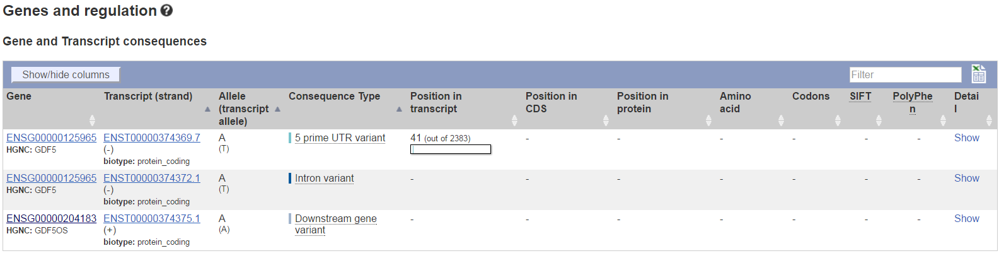 Genes and regulation ?
Gene and Transcript consequences
Show/hide columns Filter
Gene Transcript (strand) Allele (transcript allele) Consequence Type Position in transcript Position in CDS Position in protein Amino acid Codons SIFT PolyPhe n Detai l
ENSG00000125965 ENST00000374369.7 A 5 prime UTR variant 41 (out of 2383) - - - - - - Show
HGNC: GDF5 (-) (T)
biotype: protein_coding
ENSG00000125965 ENST00000374372.1 A Intron variant - - - - - - - Show
HGNC: GDF5 (-) (T)
biotype: protein_coding
ENSG00000204183 ENST00000374375.1 A Downstream gene - - - - - - - Show
HGNC: GDF5OS (+) (A) variant
biotype: protein_coding